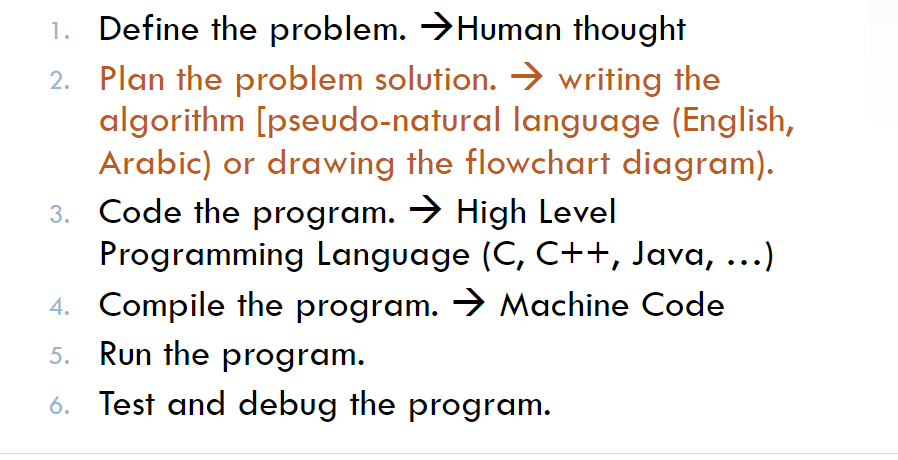 1. Define the problem. →Human thought
2. Plan the problem solution. → writing the
algorithm [pseudo-natural language (English,
Arabic) or drawing the flowchart diagram).
3. Code the program. → High Level
Programming Language (C, C++, Java, …)
4. Compile the program. → Machine Code
5. Run the program.
6. Test and debug the program.